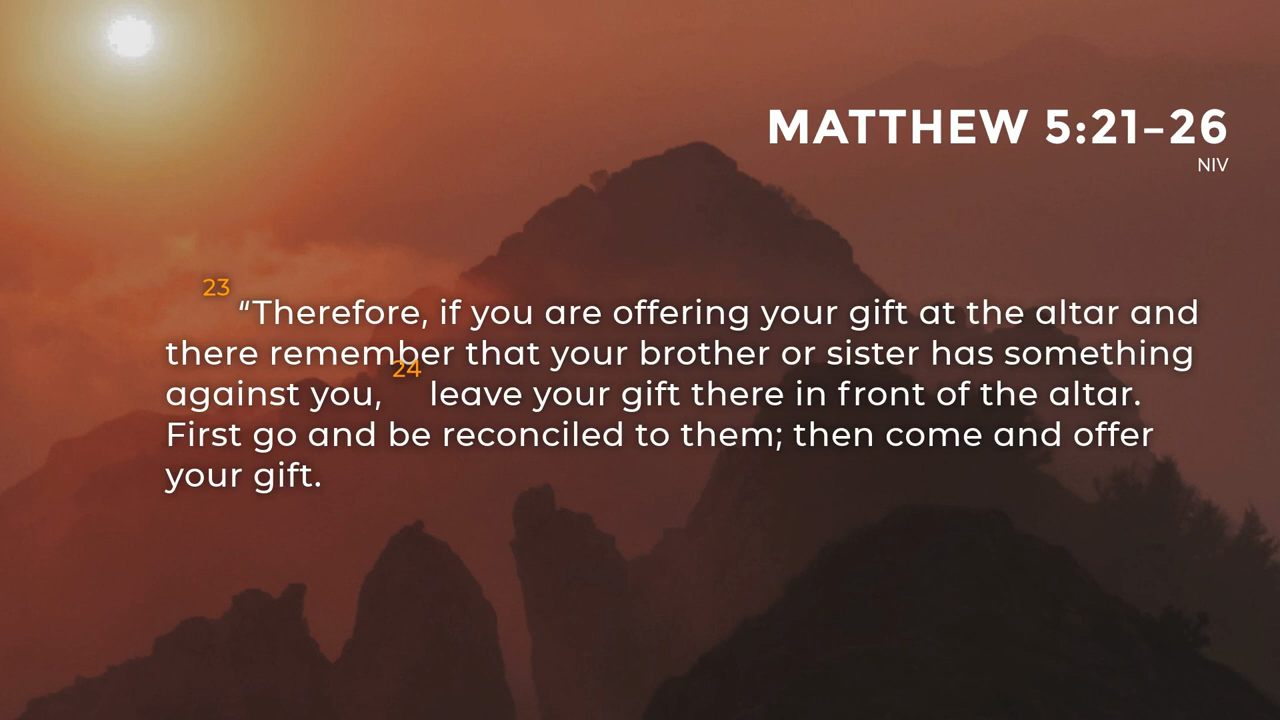 MATTHEW 5:21–26
NIV
23 “Therefore, if you are offering your gift at the altar and
there remember that your brother or sister has something
against you, 24 leave your gift there in front of the altar.
First go and be reconciled to them; then come and offer
your gift.